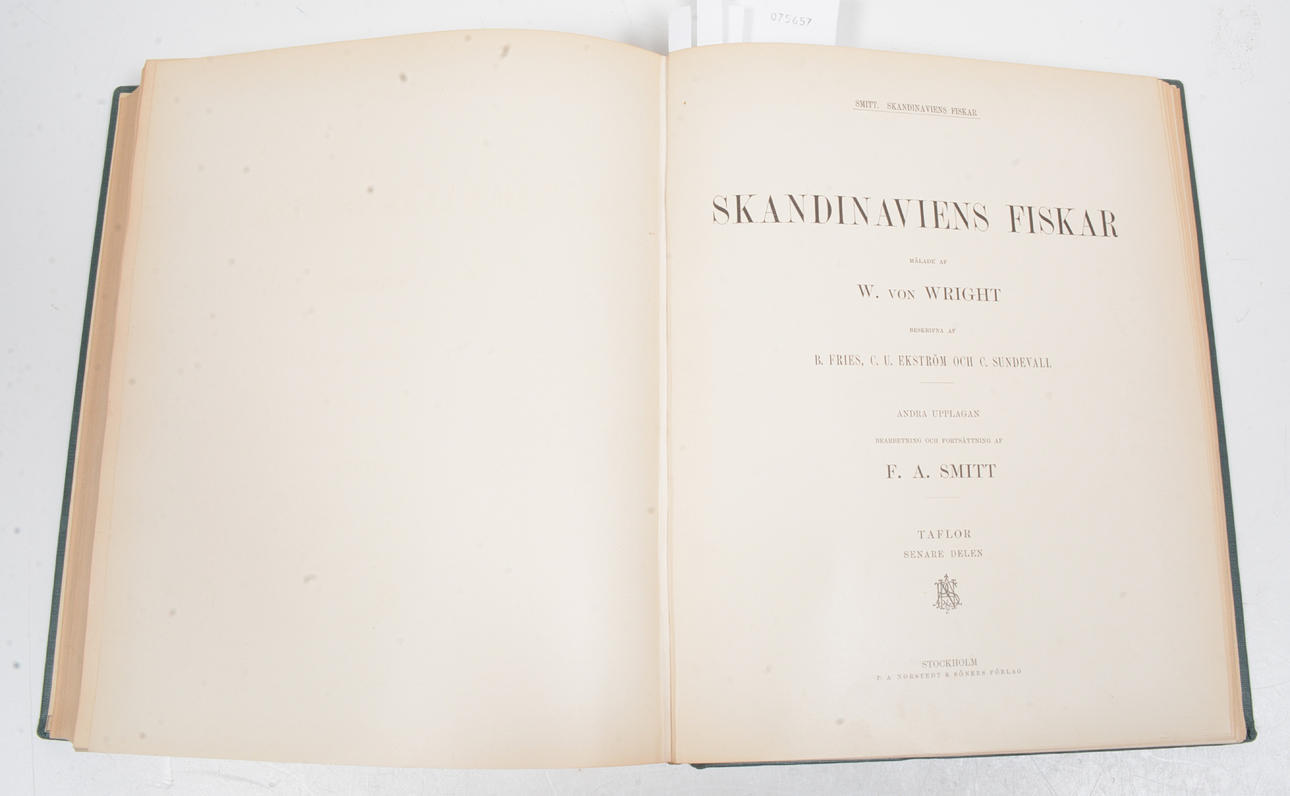 075657
SMITT. SKANDINAVIENS FISKAR
SKANDINAVIENS FISKAR
MÅLADE AF
W. VON WRIGHT
BESKRIFNA AF
B. FRIES, C. U. EKSTRÖM OCH C. SUNDEVALL
ANDRA UPPLAGAN
BEARBETNING OCH FORTSÄTTNING AF
F. A. SMITT
TAFLOR
SENARE DELEN
STOCKHOLM
P. A. NORSTEDT & SÖNERS FÖRLAG